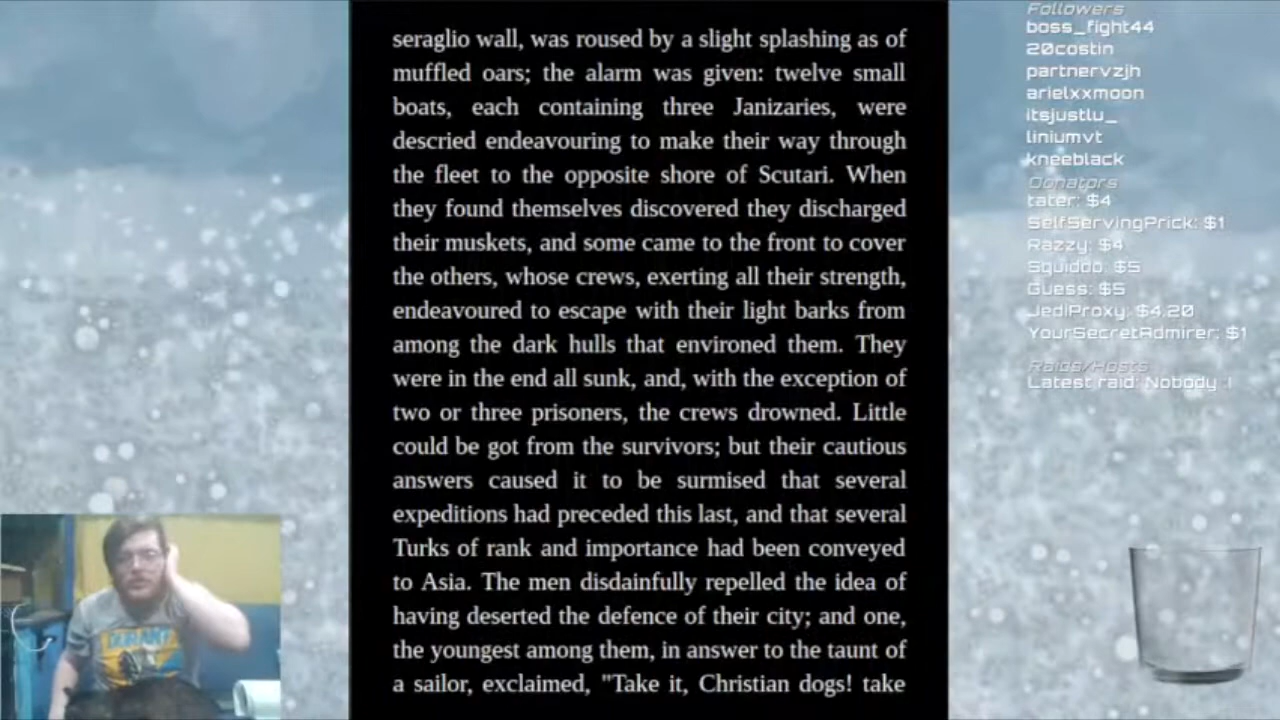 seraglio wall, was roused by a slight splashing as of
muffled oars; the alarm was given: twelve small
boats, each containing three Janizaries, were
descried endeavouring to make their way through
the fleet to the opposite shore of Scutari. When
they found themselves discovered they discharged
their muskets, and some came to the front to cover
the others, whose crews, exerting all their strength,
endeavoured to escape with their light barks from
among the dark hulls that environed them. They
were in the end all sunk, and, with the exception of
two or three prisoners, the crews drowned. Little
could be got from the survivors; but their cautious
answers caused it to be surmised that several
expeditions had preceded this last, and that several
Turks of rank and importance had been conveyed
to Asia. The men disdainfully repelled the idea of
having deserted the defence of their city; and one,
the youngest among them, in answer to the taunt of
a sailor, exclaimed, "Take it, Christian dogs! take
Followers
boss_fight44
20costin
partnervzjh
arielxxmoon
itsjustlu_
liniumvt
kneeblack
Donators
tater: $4
SelfServingPrick: $1
Razzy: $4
Squidoo: $5
Guess: $5
JediProxy: $4.20
YourSecretAdmirer: $1
Raids/Hosts
Latest raid: Nobody :(